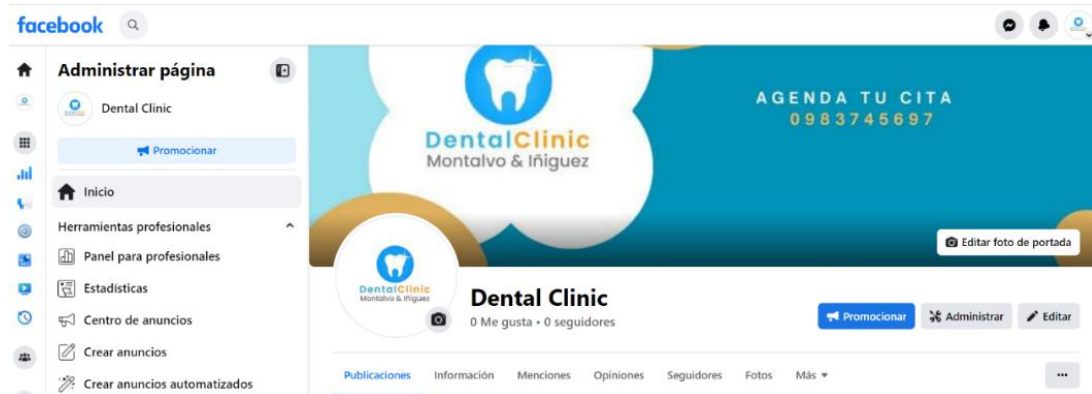 facebook
Administrar página
Dental Clinic
Promocionar
Inicio
Herramientas profesionales
Panel para profesionales
Estadísticas
Centro de anuncios
Crear anuncios
Crear anuncios automatizados
DentalClinic
Montalvo & Iñiguez
AGENDA TU CITA
0983745697
Editar foto de portada
DentalClinic
Montalvo & Iñiguez
Dental Clinic
0 Me gusta • 0 seguidores
Promocionar
Administrar
Editar
Publicaciones Información Menciones Opiniones Seguidores Fotos Más